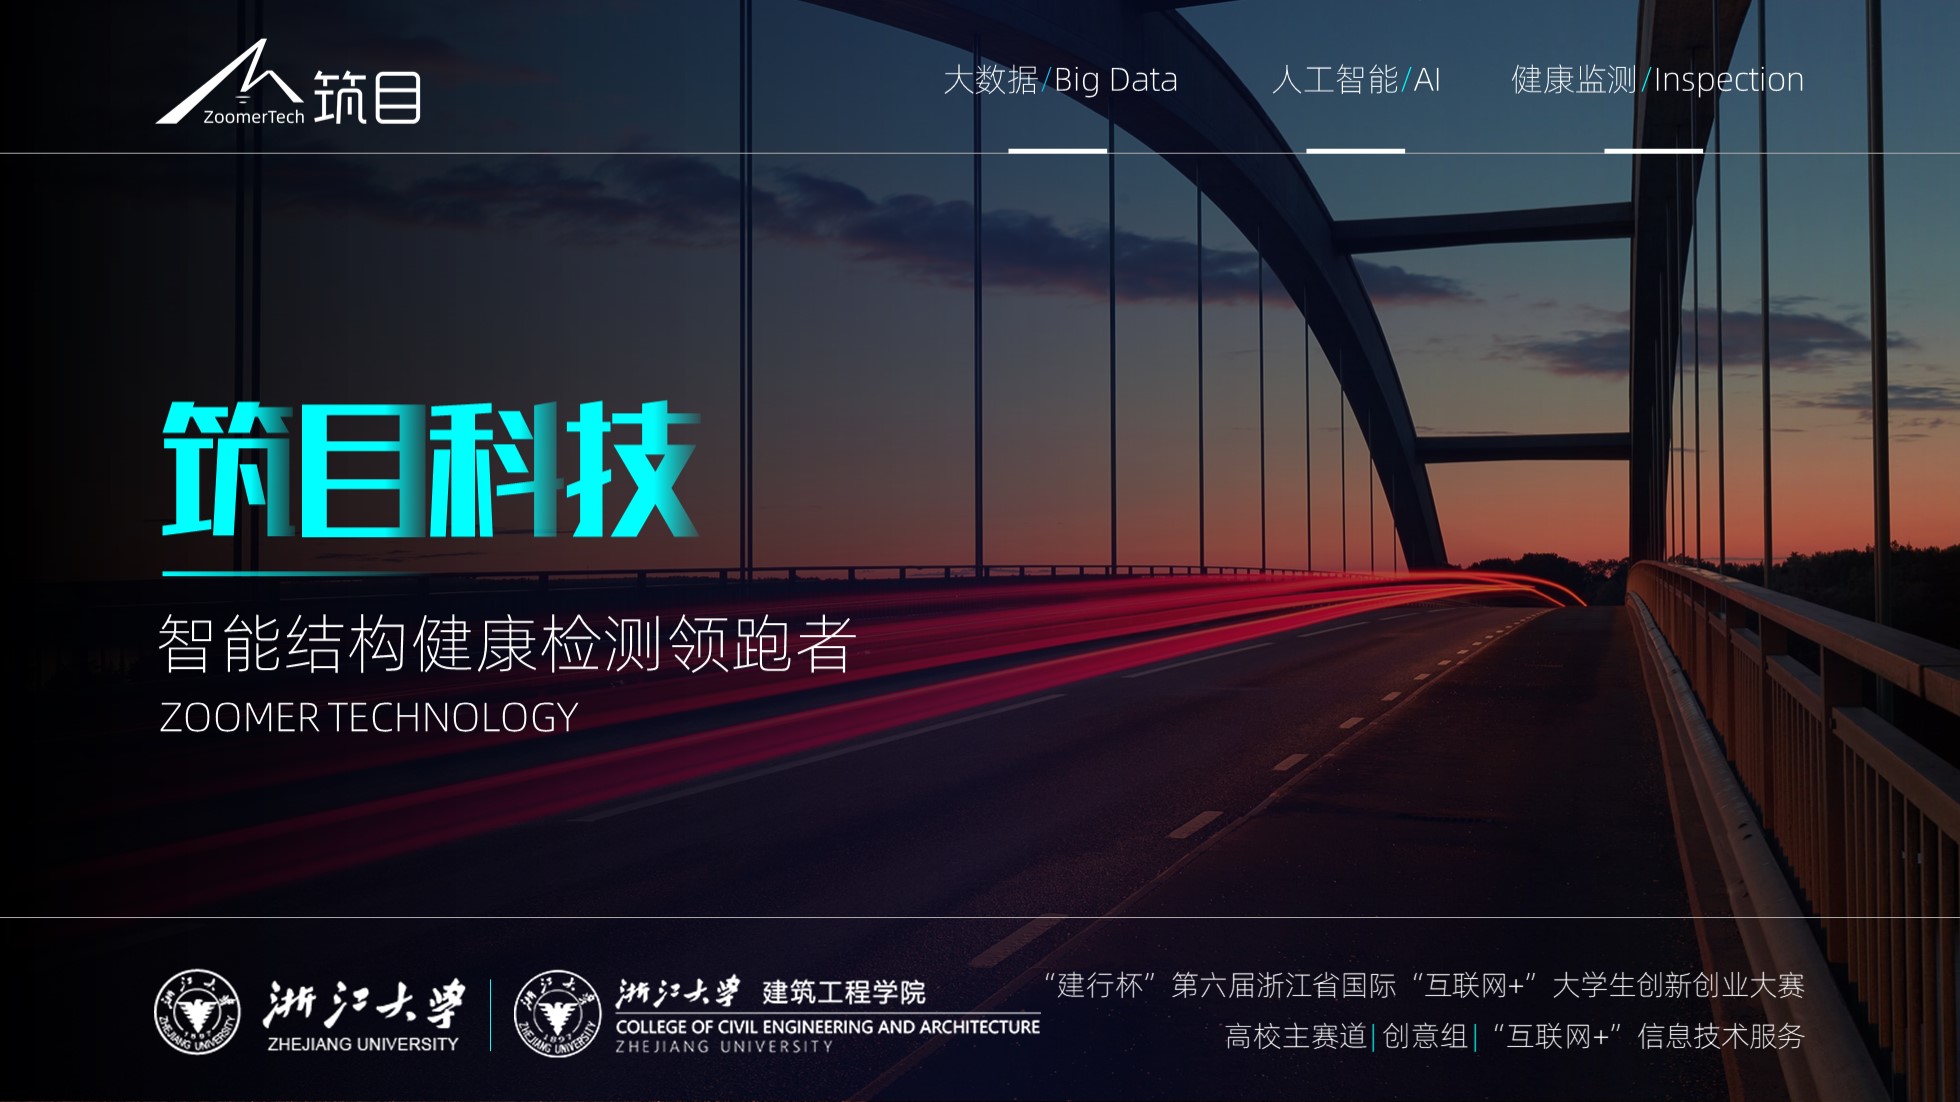 ZoomerTech 筑目
大数据/Big Data
人工智能/AI
健康监测/Inspection
筑目科技
智能结构健康检测领跑者
ZOOMER TECHNOLOGY
浙江大学
ZHEJIANG UNIVERSITY
浙江大学 建筑工程学院
COLLEGE OF CIVIL ENGINEERING AND ARCHITECTURE
ZHEJIANG UNIVERSITY
“建行杯”第六届浙江省国际“互联网+”大学生创新创业大赛
高校主赛道|创意组|“互联网+”信息技术服务